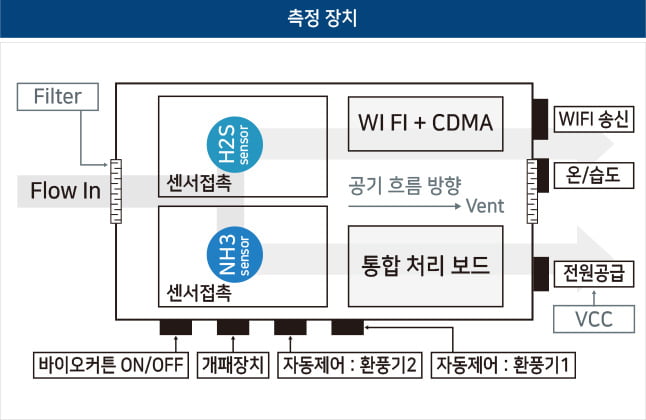 측정 장치
Filter
Flow In
H2S
sensor
센서접촉
NH3
sensor
센서접촉
WI FI + CDMA
공기 흐름 방향
Vent
통합 처리 보드
WIFI 송신
온/습도
전원공급
VCC
바이오커튼 ON/OFF
개패장치
자동제어 : 환풍기2
자동제어 : 환풍기1